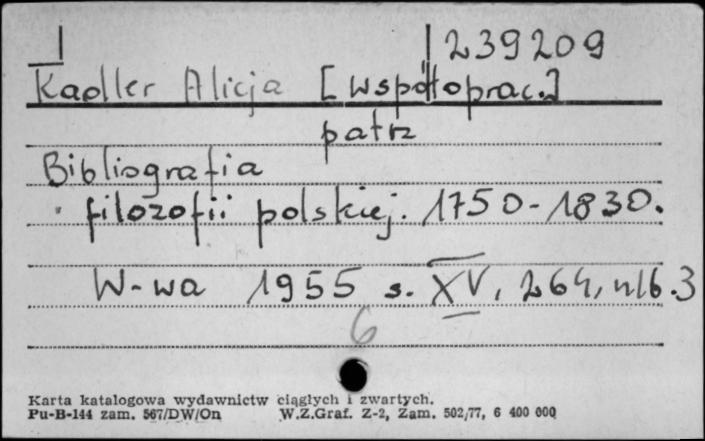 239209
Kadler Alicja [współoprac.]
patrz
Bibliografia
filozofii polskiej. 1750-1830.
W-wa 1955 s. XV, 264, nlb.3
6
Karta katalogowa wydawnictw ciągłych i zwartych.
Pu-B-144 zam. 567/DW/On W.Z.Graf. Z-2, Zam. 502/77, 6 400 000